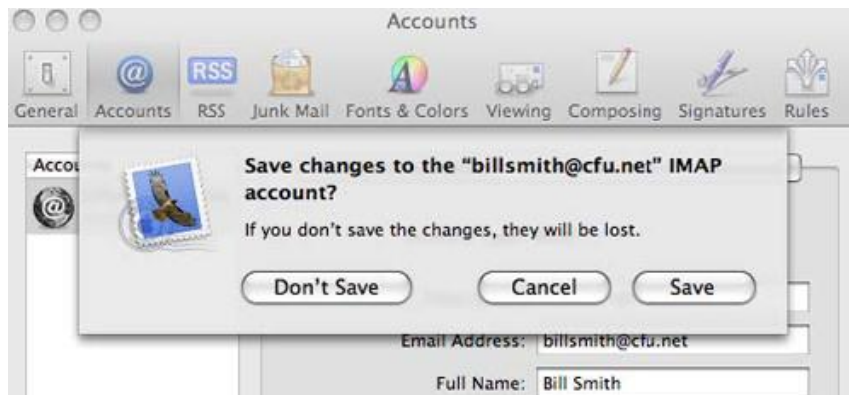 Accounts
RSS
General Accounts RSS Junk Mail Fonts & Colors Viewing Composing Signatures Rules
Save changes to the “billsmith@cfu.net” IMAP
account?
If you don’t save the changes, they will be lost.
Don’t Save Cancel Save
Email Address: billsmith@cfu.net
Full Name: Bill Smith